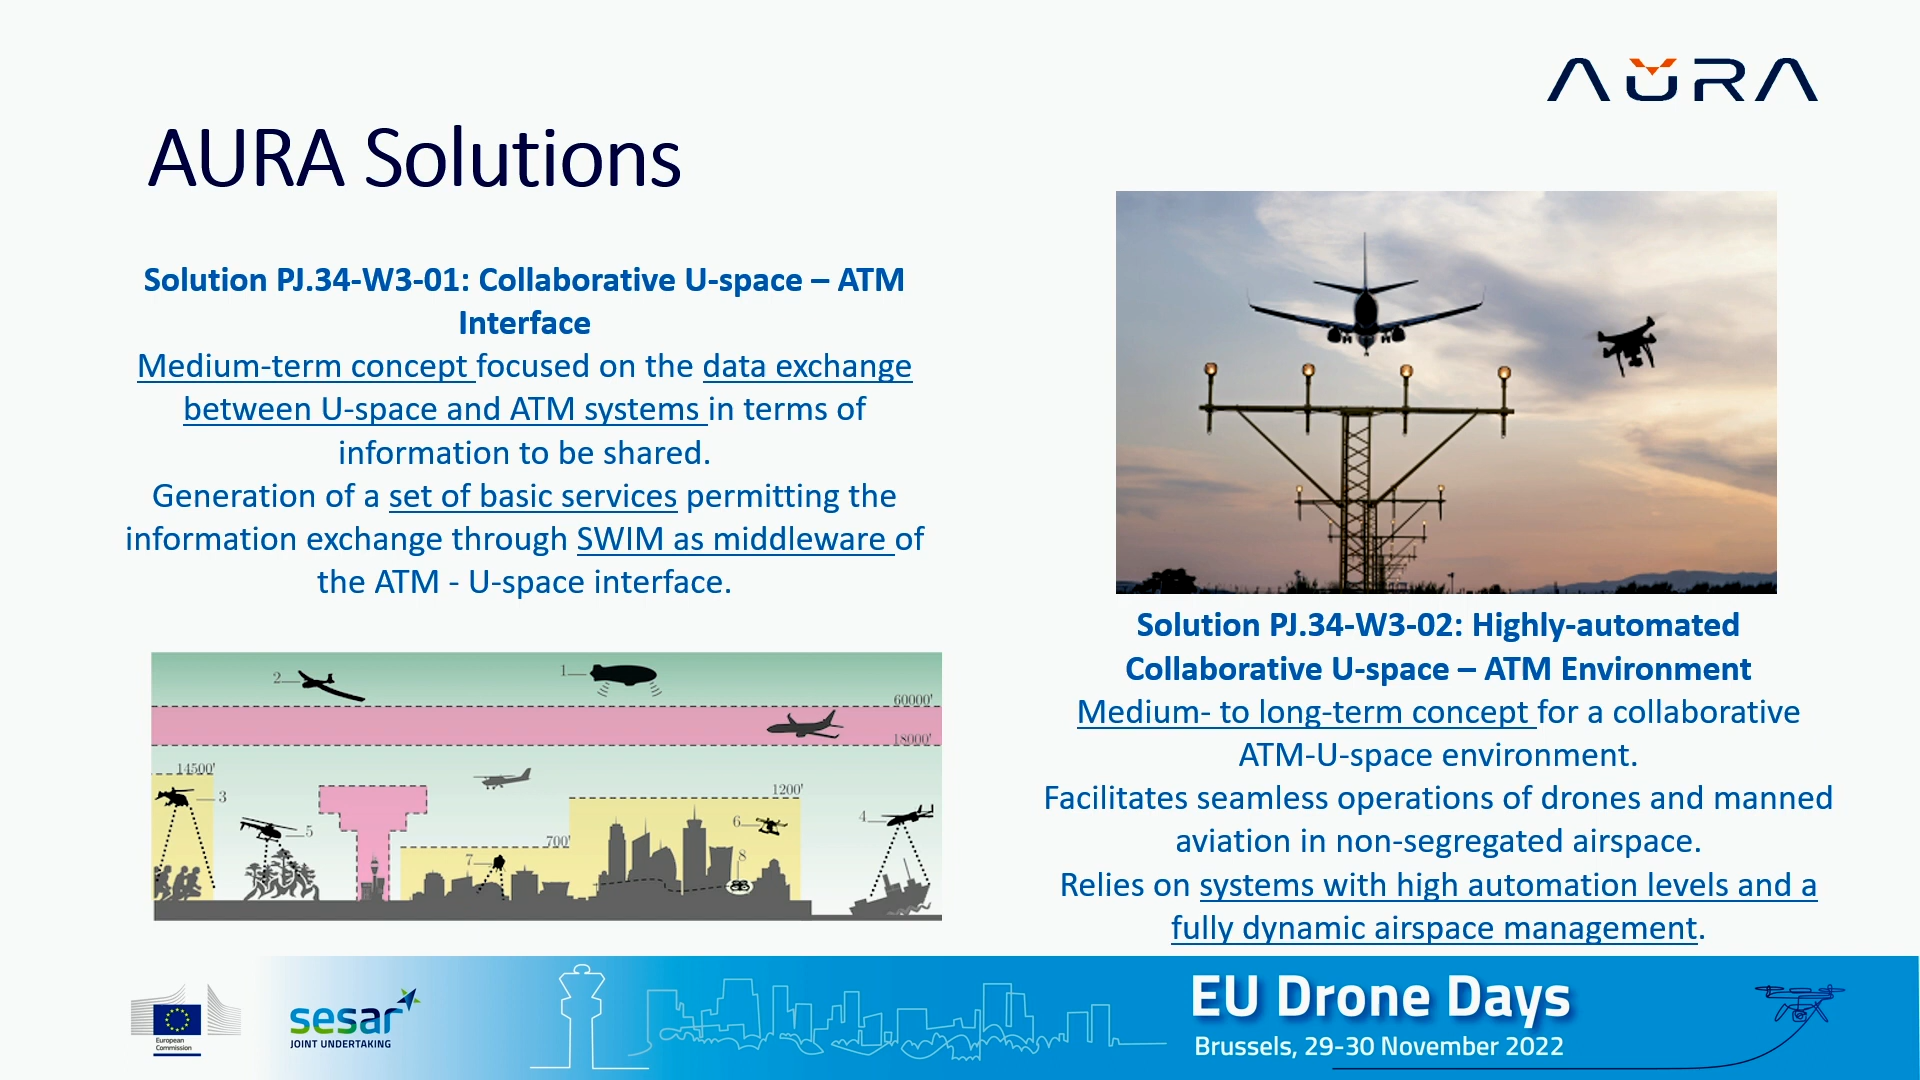 AURA
AURA Solutions
Solution PJ.34-W3-01: Collaborative U-space – ATM
Interface
Medium-term concept focused on the data exchange
between U-space and ATM systems in terms of
information to be shared.
Generation of a set of basic services permitting the
information exchange through SWIM as middleware of
the ATM - U-space interface.
2
1
60000'
18000'
14500'
3
1200'
4
5
6
700'
7
8
Solution PJ.34-W3-02: Highly-automated
Collaborative U-space – ATM Environment
Medium- to long-term concept for a collaborative
ATM-U-space environment.
Facilitates seamless operations of drones and manned
aviation in non-segregated airspace.
Relies on systems with high automation levels and a
fully dynamic airspace management.
European
Commission
sesar
JOINT UNDERTAKING
EU Drone Days
Brussels, 29-30 November 2022